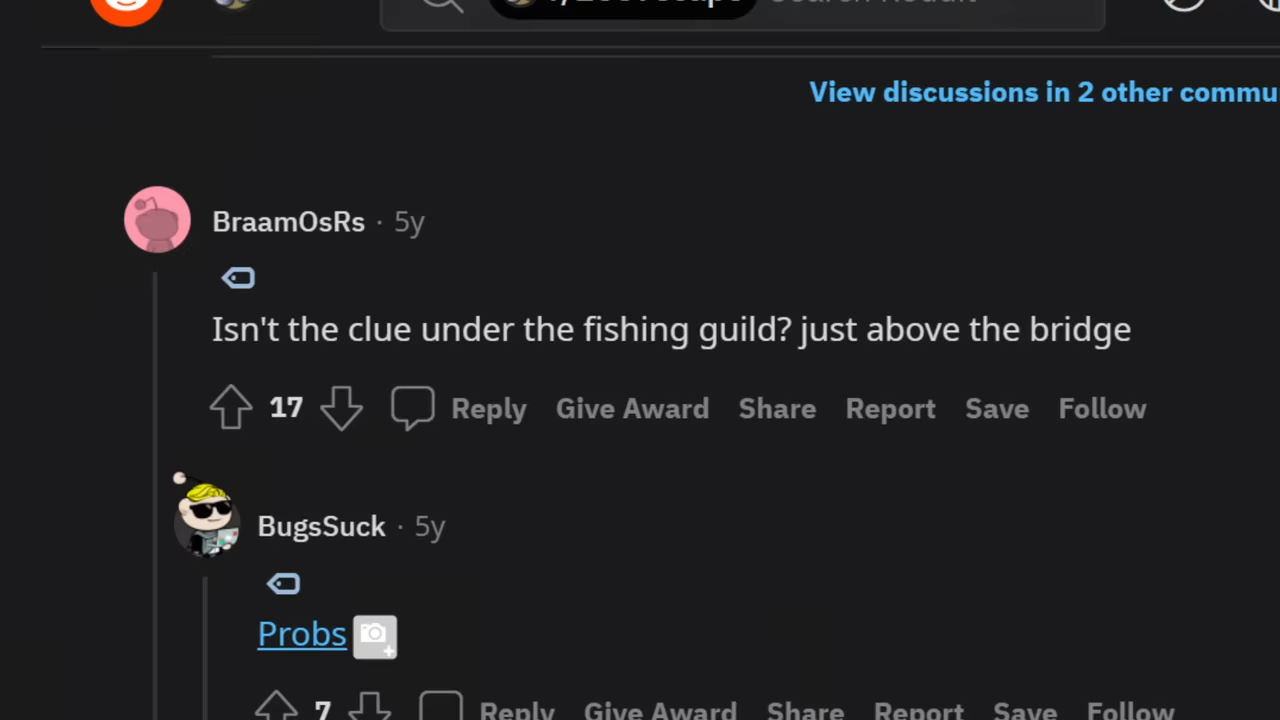 View discussions in 2 other commu
BraamOsRs · 5y
Isn't the clue under the fishing guild? just above the bridge
17 Reply Give Award Share Report Save Follow
BugsSuck · 5y
Probs
7 Reply Give Award Share Report Save Follow